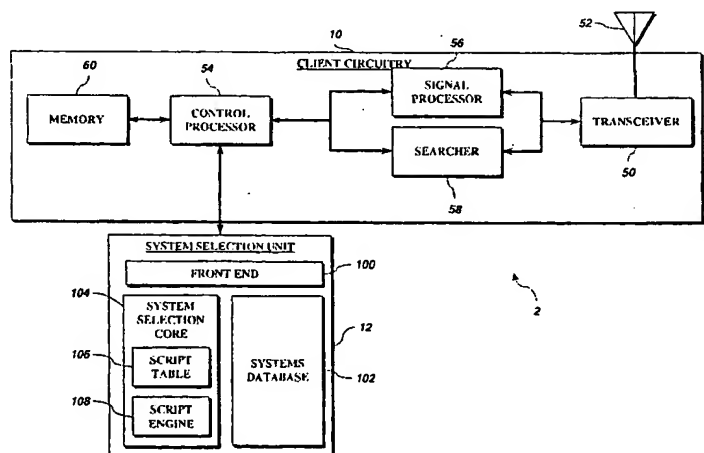 52
10
56
60
54
CLIENT CIRCUITRY
MEMORY
CONTROL
PROCESSOR
SIGNAL
PROCESSOR
SEARCHER
TRANSCEIVER
50
58
SYSTEM SELECTION UNIT
FRONT END
100
104
SYSTEM
SELECTION
CORE
SYSTEMS
DATABASE
12
2
106
SCRIPT
TABLE
102
108
SCRIPT
ENGINE